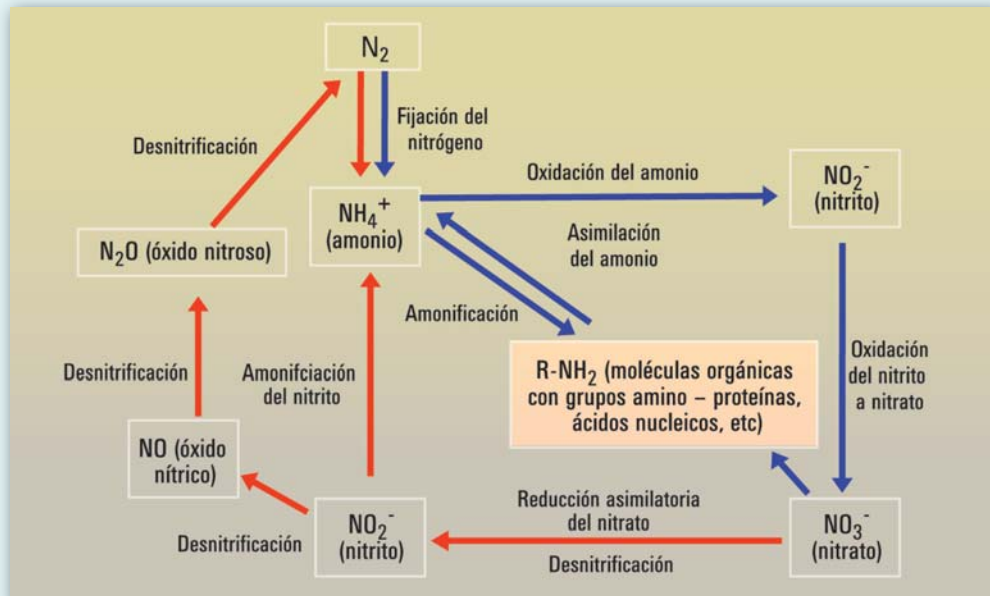 N₂
Desnitrificación
Fijación del
nitrógeno
Oxidación del amonio
NO₂⁻
(nitrito)
NH₄⁺
(amonio)
N₂O (óxido nitroso)
Asimilación
del amonio
Amonificación
Desnitrificación
Amonifciación
del nitrito
R-NH₂ (moléculas orgánicas
con grupos amino – proteínas,
ácidos nucleicos, etc)
Oxidación
del nitrito
a nitrato
NO (óxido
nítrico)
Desnitrificación
NO₂⁻
(nitrito)
Reducción asimilatoria
del nitrato
Desnitrificación
NO₃⁻
(nitrato)